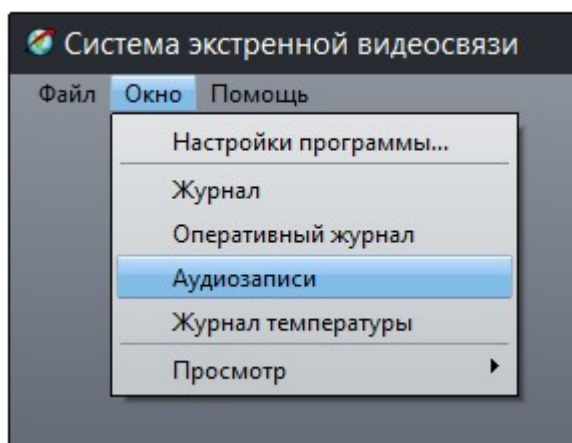 Система экстренной видеосвязи
Файл Окно Помощь
Настройки программы...
Журнал
Оперативный журнал
Аудиозаписи
Журнал температуры
Просмотр